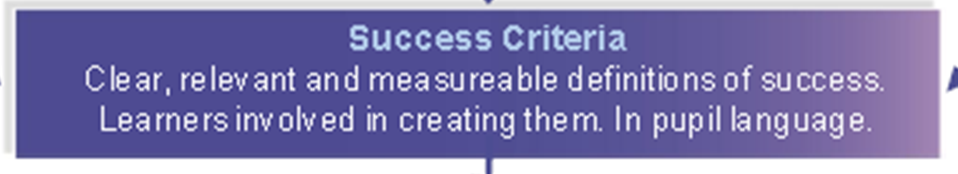 Success Criteria
Clear, relevant and measureable definitions of success.
Learners involved in creating them. In pupil language.